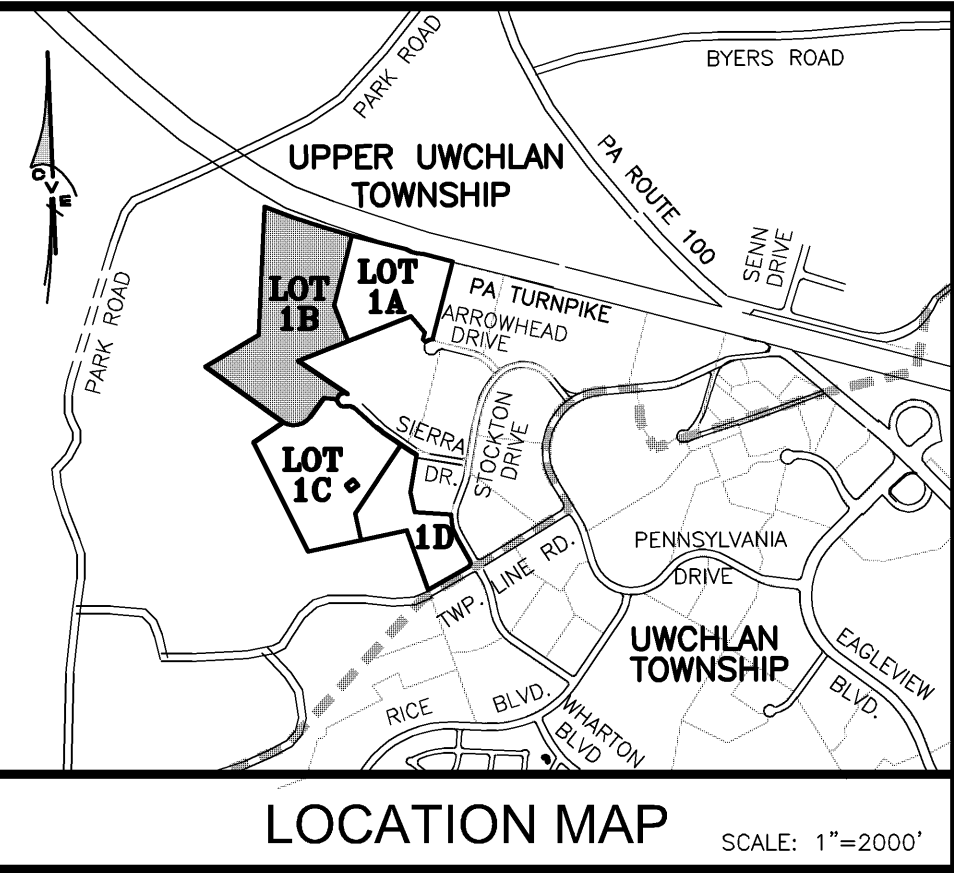 BYERS ROAD
PARK ROAD
UPPER UWCHLAN
TOWNSHIP
PA ROUTE 100
D
V
E
SENN
DRIVE
LOT
1A
LOT
1B
PA TURNPIKE
ARROWHEAD
DRIVE
PARK ROAD
STOCKTON
DRIVE
SIERRA
DR.
LOT
1C
1D
PENNSYLVANIA
DRIVE
TWP. LINE RD.
UWCHLAN
TOWNSHIP
EAGLEVIEW
BLVD.
RICE BLVD.
WHARTON
BLVD
LOCATION MAP
SCALE: 1"=2000'